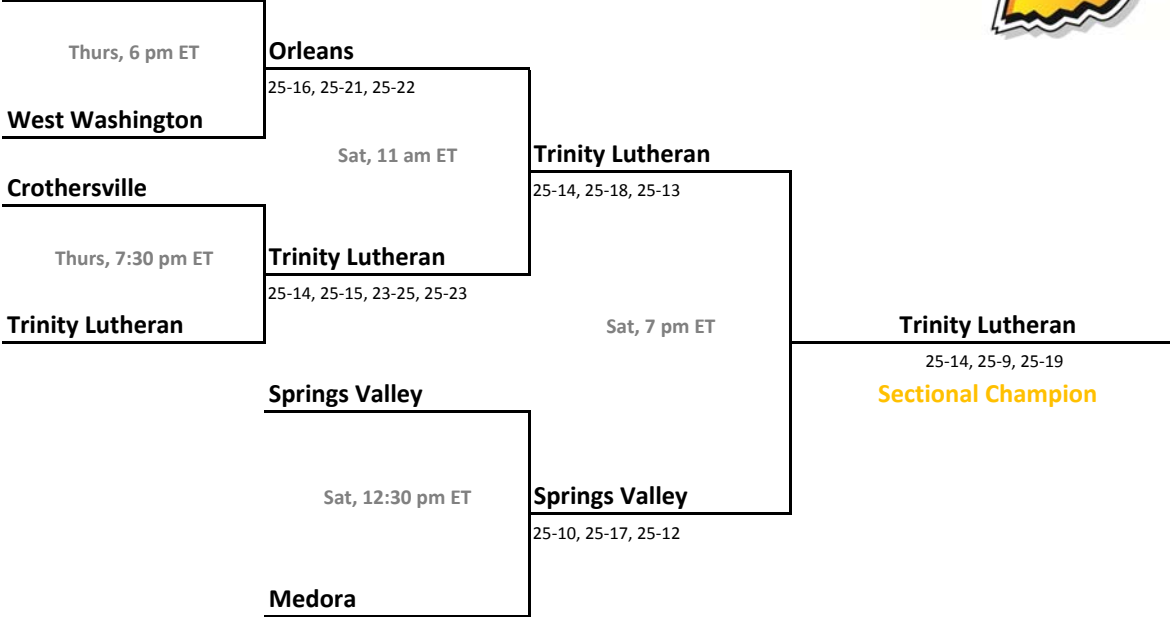 Thurs, 6 pm ET
Orleans
25-16, 25-21, 25-22
West Washington
Sat, 11 am ET
Trinity Lutheran
25-14, 25-18, 25-13
Crothersville
Thurs, 7:30 pm ET
Trinity Lutheran
25-14, 25-15, 23-25, 25-23
Trinity Lutheran
Sat, 7 pm ET
Trinity Lutheran
25-14, 25-9, 25-19
Sectional Champion
Springs Valley
Sat, 12:30 pm ET
Springs Valley
25-10, 25-17, 25-12
Medora